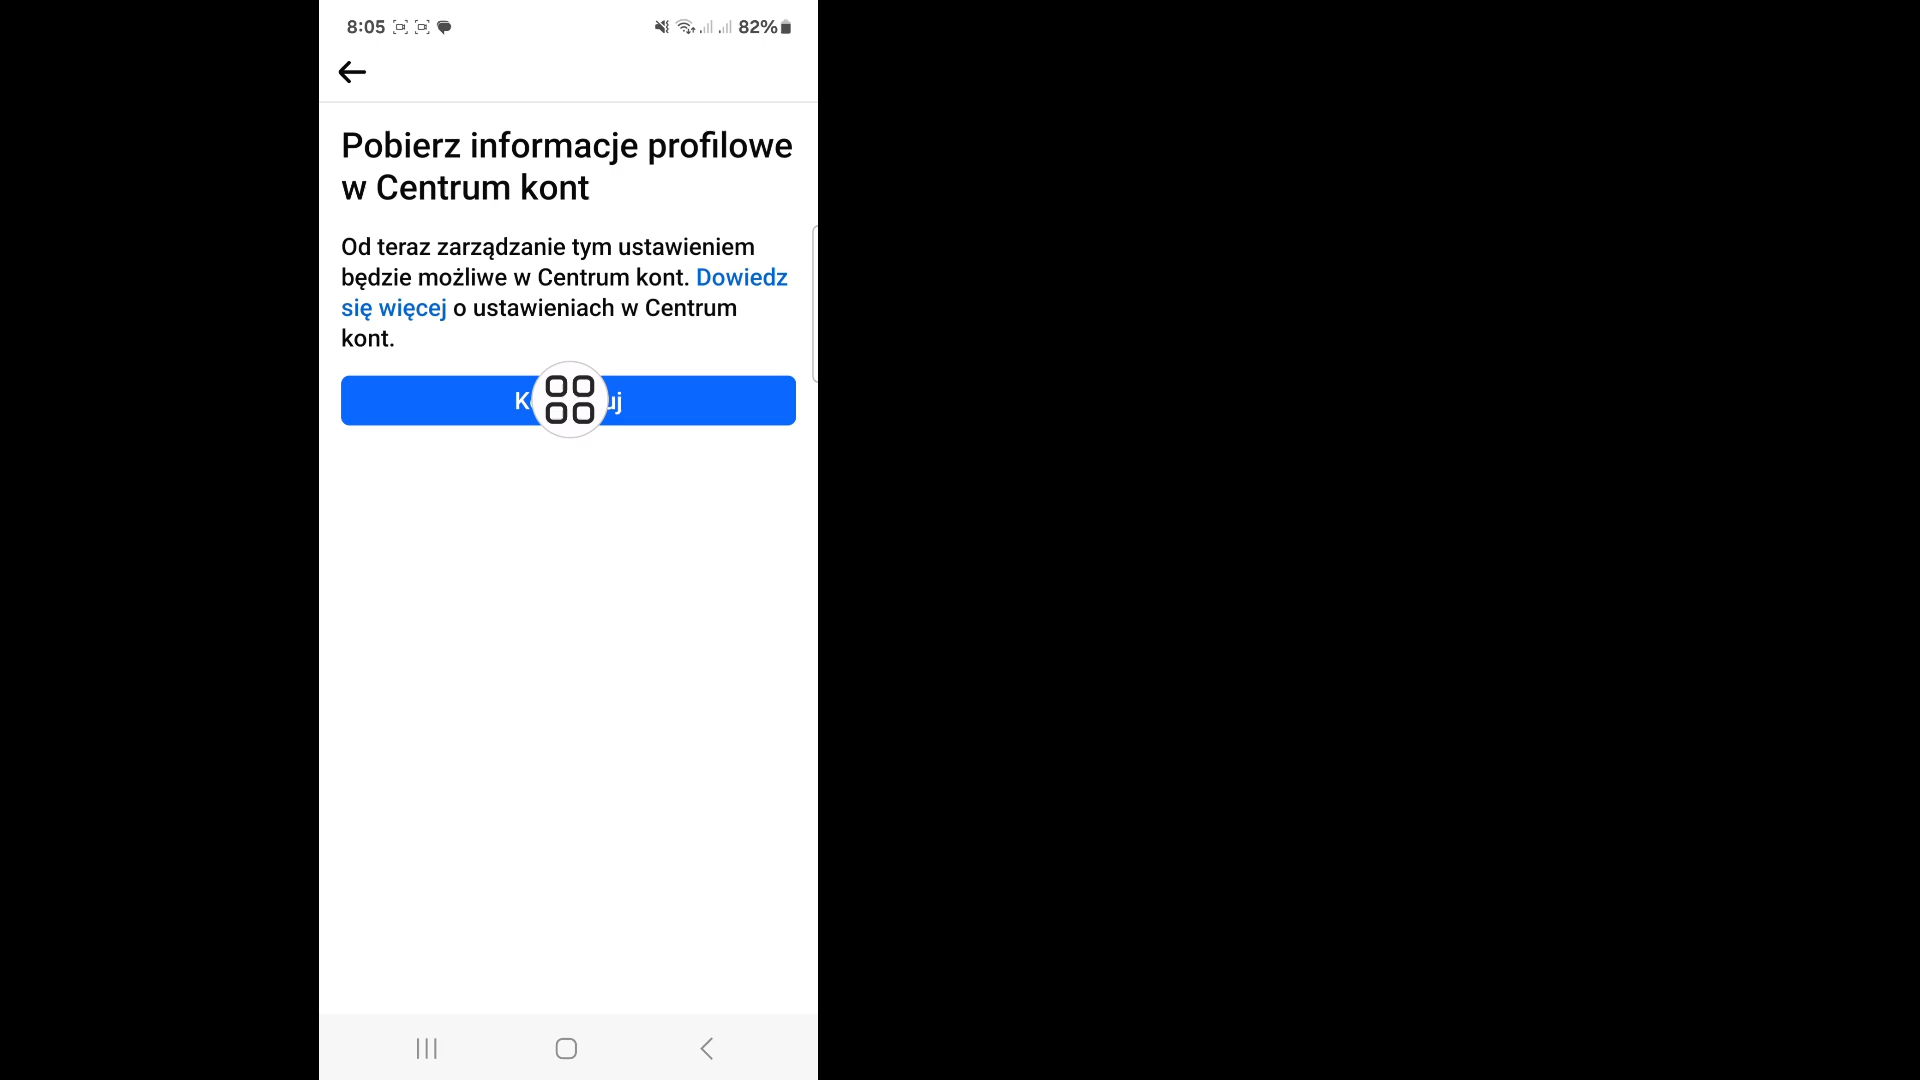 8:05
82%
Pobierz informacje profilowe
w Centrum kont
Od teraz zarządzanie tym ustawieniem
będzie możliwe w Centrum kont. Dowiedz
się więcej o ustawieniach w Centrum
kont.